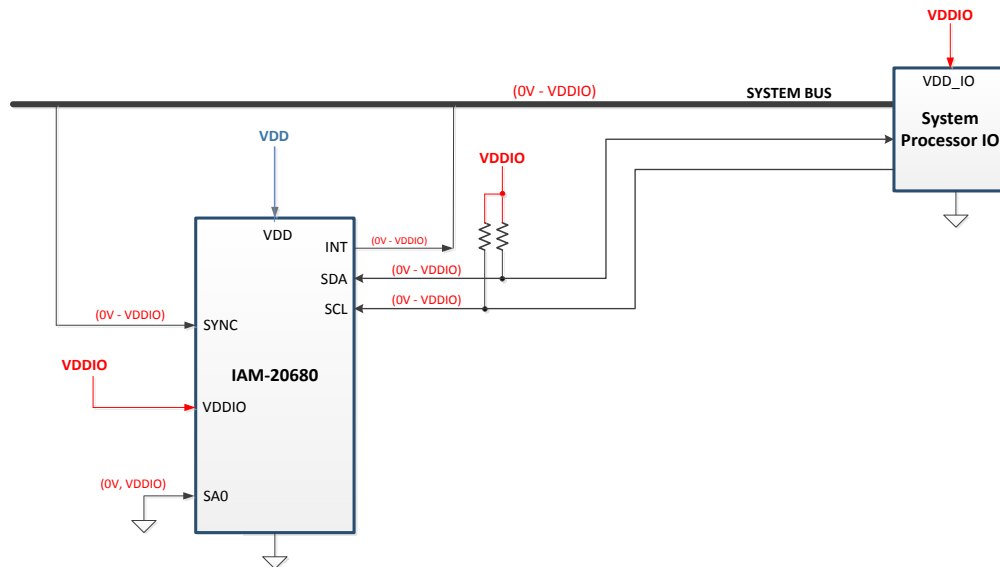 VDDIO
VDD_IO
System
Processor IO
(0V - VDDIO)
SYSTEM BUS
VDD
VDDIO
VDD
INT
(0V - VDDIO)
SDA
(0V - VDDIO)
SCL
(0V - VDDIO)
(0V - VDDIO)
SYNC
IAM-20680
VDDIO
VDDIO
(0V, VDDIO)
SA0